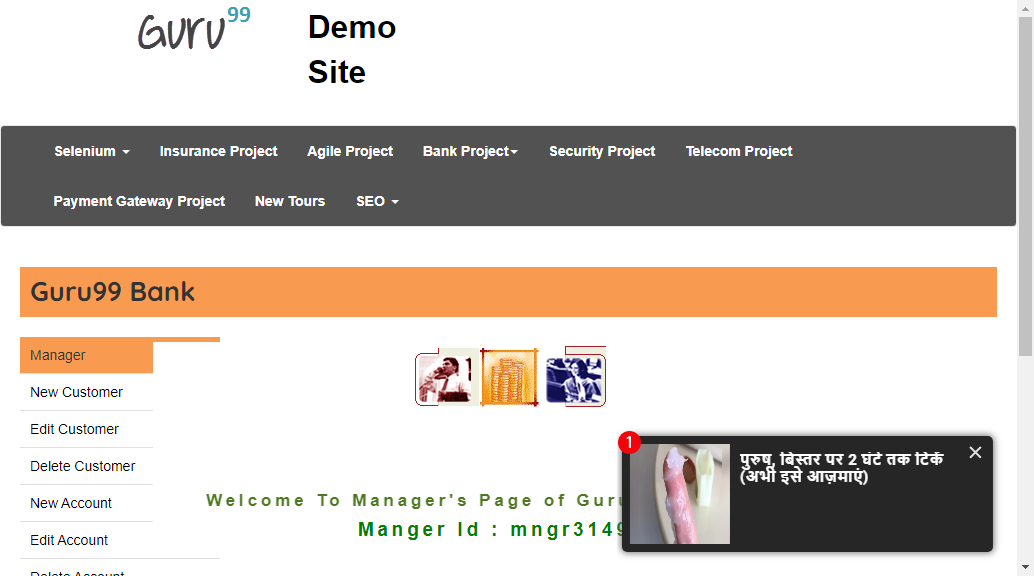 Guru99
Demo
Site
Selenium Insurance Project Agile Project Bank Project Security Project Telecom Project
Payment Gateway Project New Tours SEO
Guru99 Bank
Manager
New Customer
Edit Customer
Delete Customer
New Account
Edit Account
Delete Account
Welcome To Manager's Page of Guru
Manger Id : mngr3149
1
पुरुष, बिस्तर पर 2 घंटे तक टिकें
(अभी इसे आज़माएं)